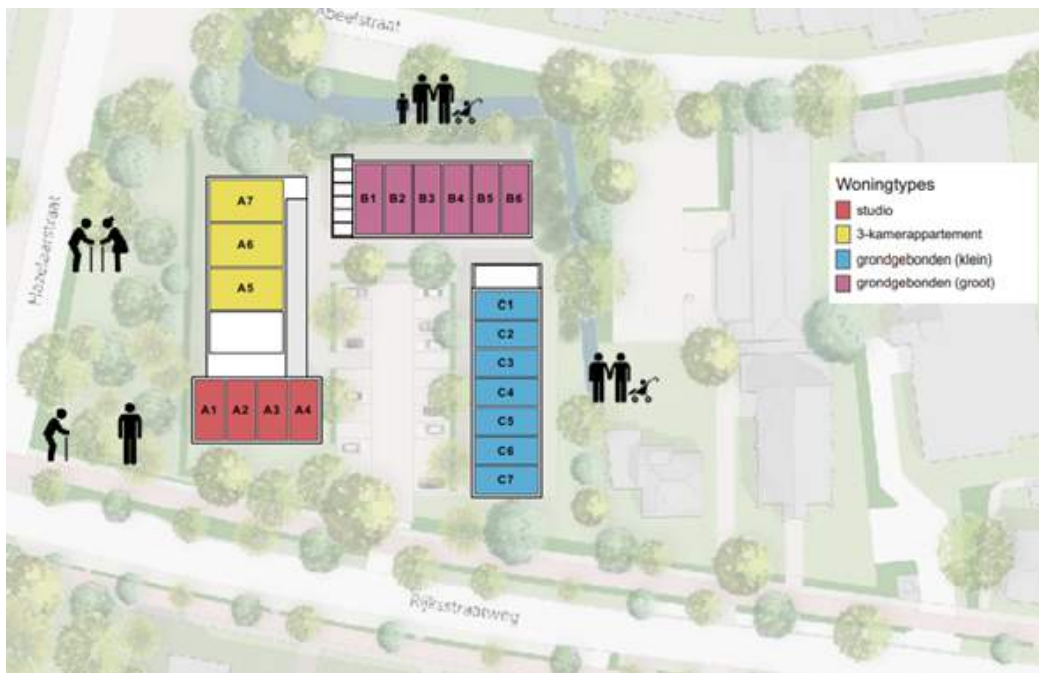 Abeelstraat
Hazelaarstraat
Rijksstraatweg
A7
A6
A5
A1 A2 A3 A4
B1 B2 B3 B4 B5 B6
C1
C2
C3
C4
C5
C6
C7
Woningtypes
studio
3-kamerappartement
grondgebonden (klein)
grondgebonden (groot)